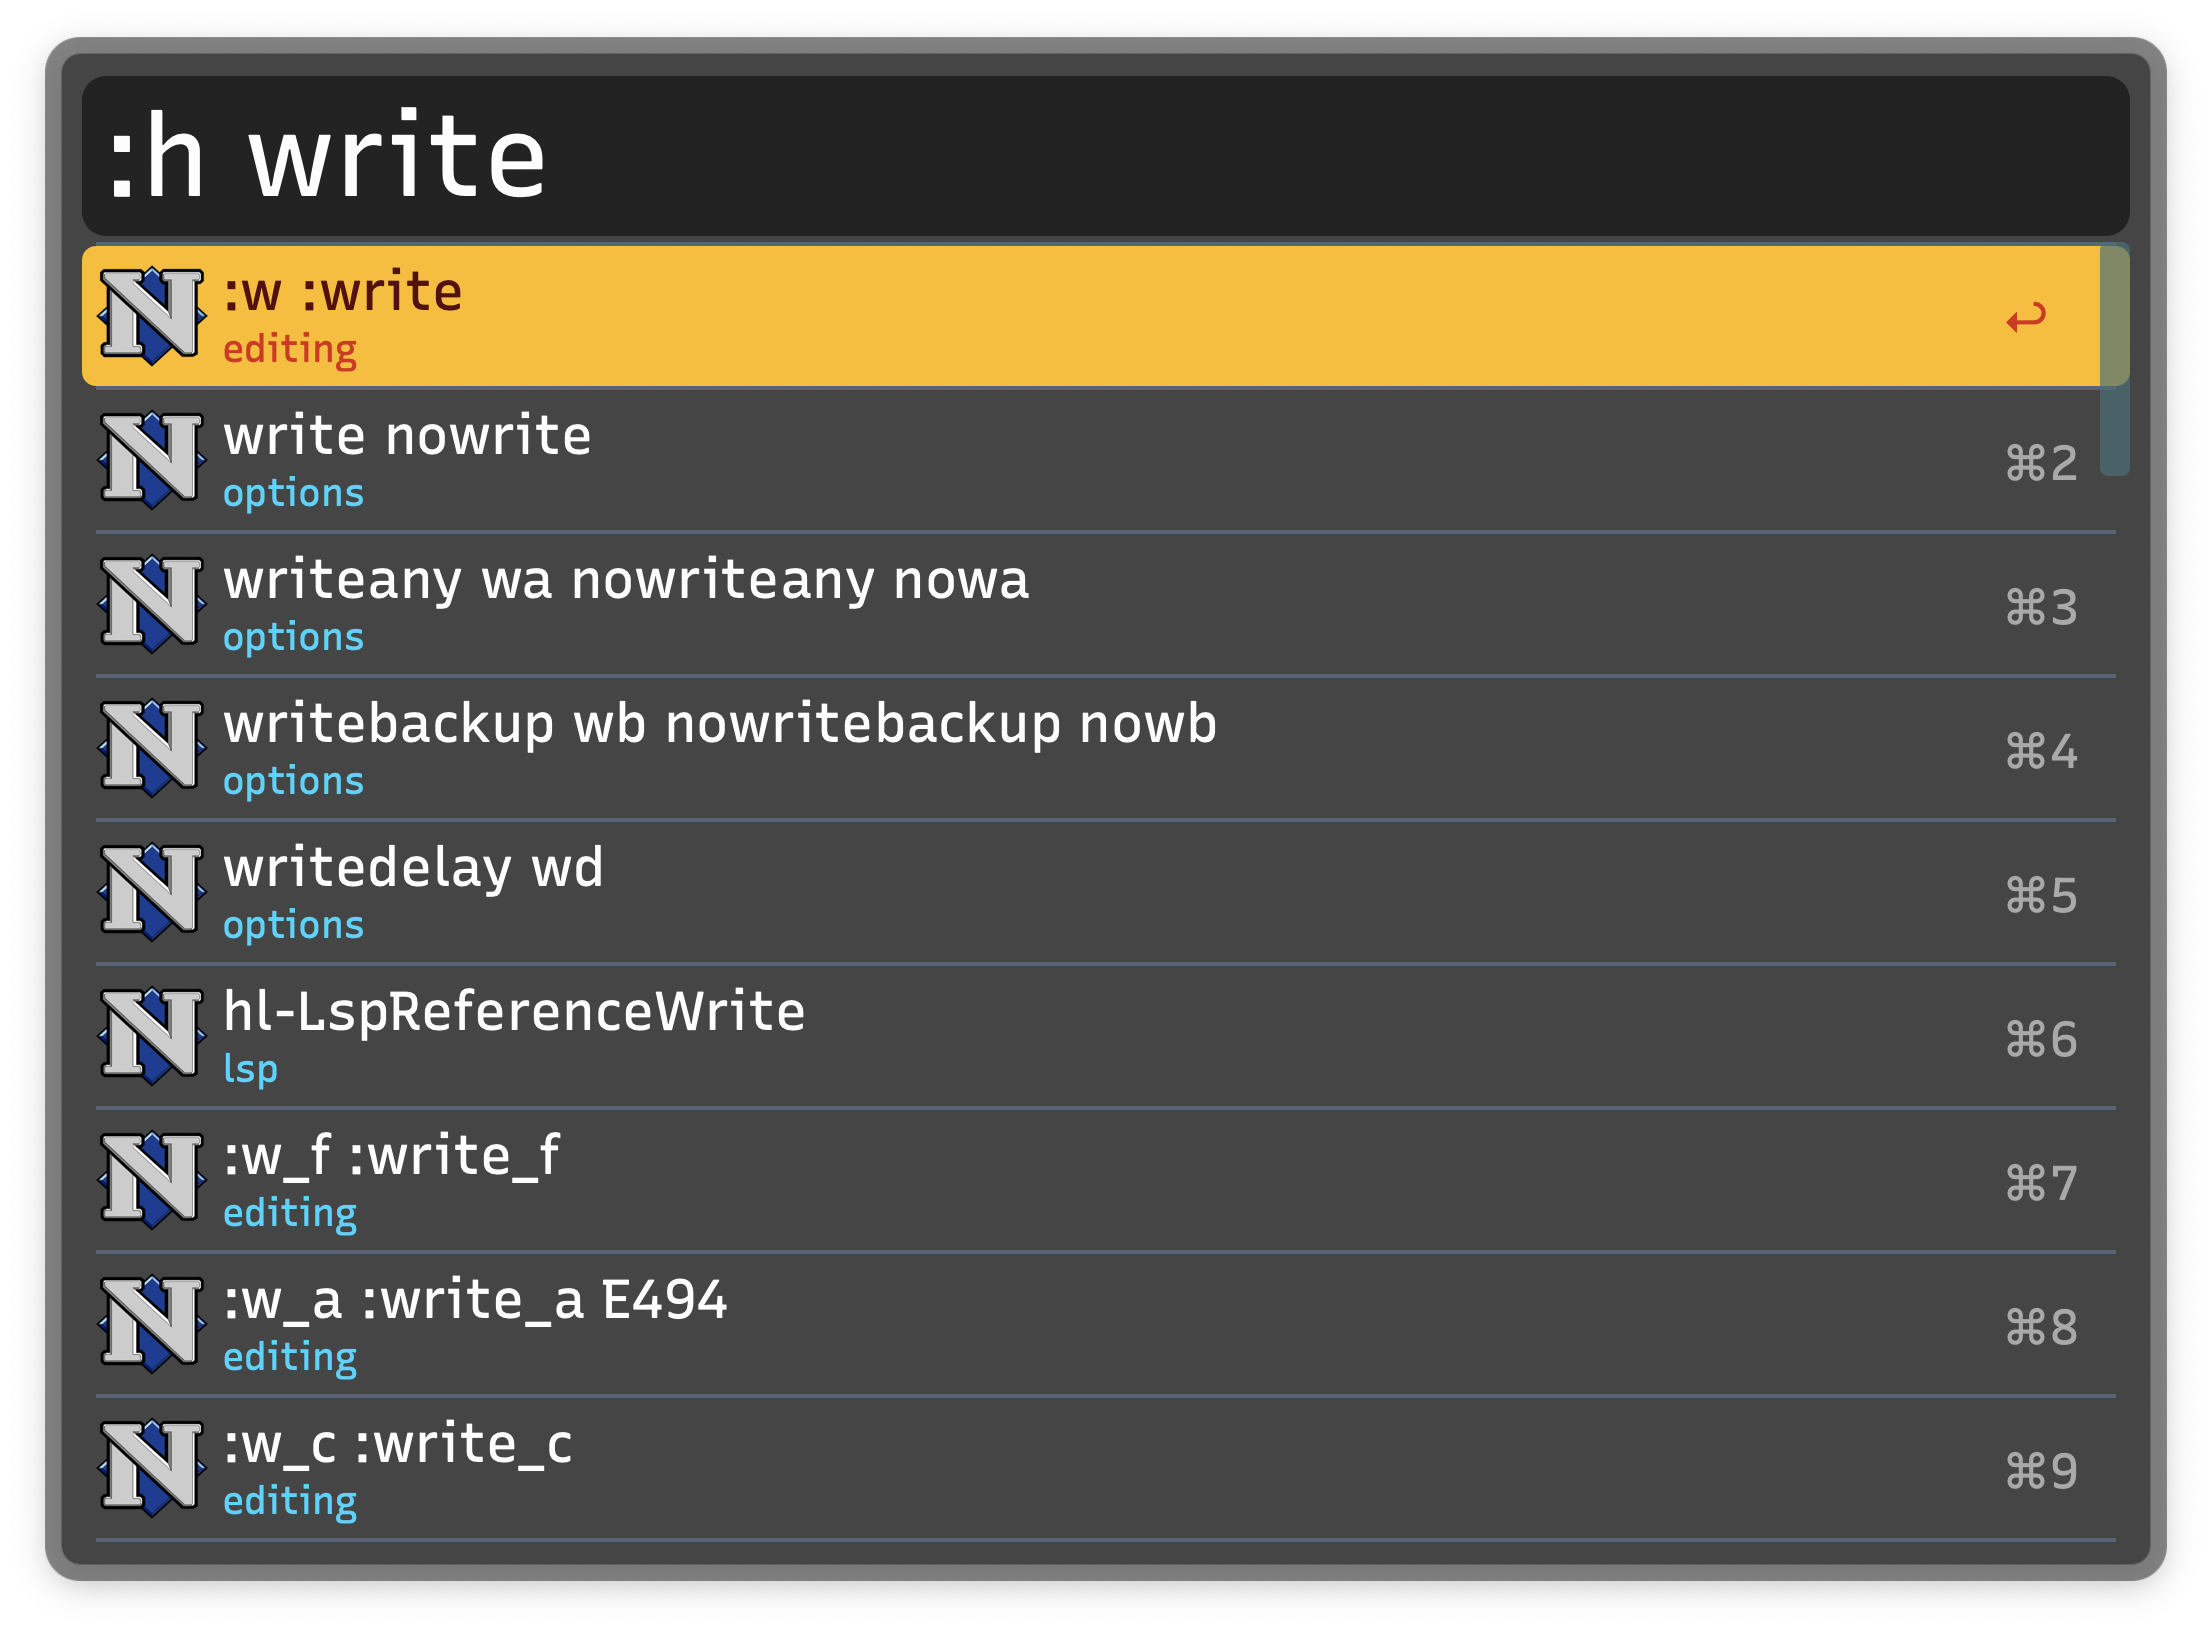 :h write
:w :write
editing
↩
write nowrite
options
⌘2
writeany wa nowriteany nowa
options
⌘3
writebackup wb nowritebackup nowb
options
⌘4
writedelay wd
options
⌘5
hl-LspReferenceWrite
lsp
⌘6
:w_f :write_f
editing
⌘7
:w_a :write_a E494
editing
⌘8
:w_c :write_c
editing
⌘9